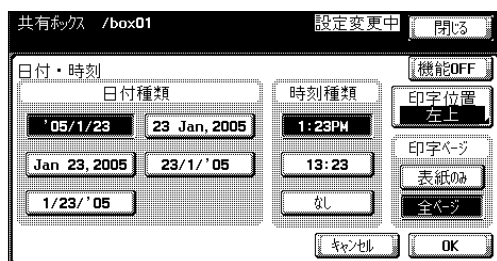 共有ボックス /box01 設定変更中 閉じる
日付・時刻 機能OFF
日付種類 時刻種類 印字位置
左上
'05/1/23 23 Jan,2005 1:23PM
印字ページ
Jan 23,2005 23/1/'05 13:23 表紙のみ
1/23/'05 なし 全ページ
キャンセル OK